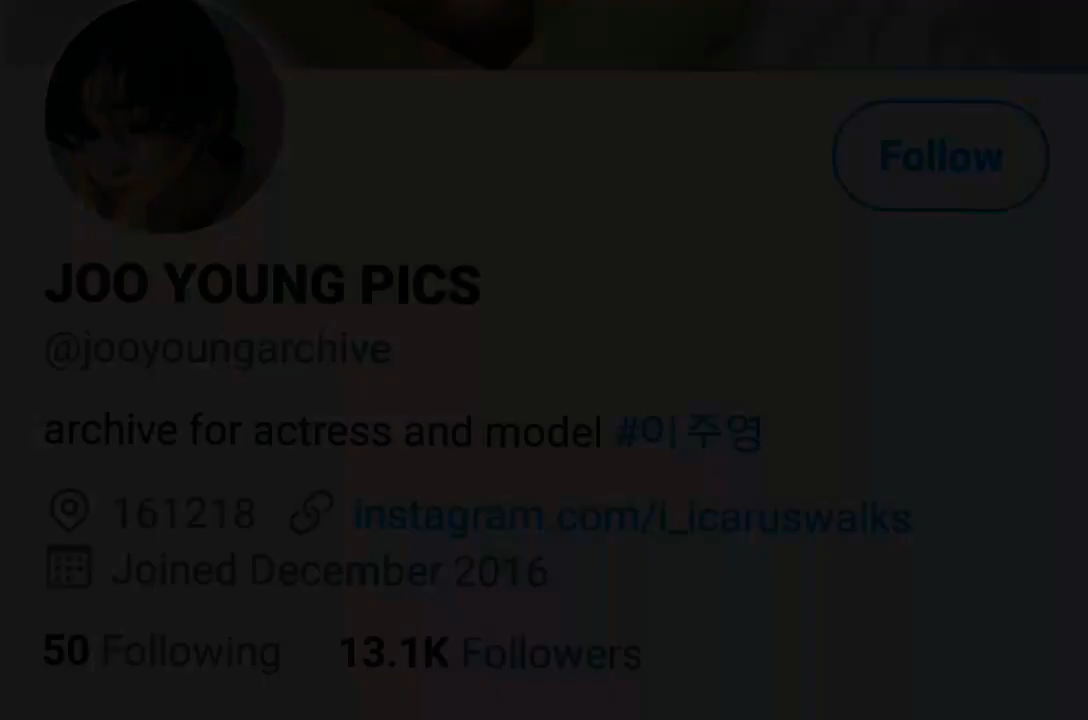 Follow
JOO YOUNG PICS
@jooyoungarchive
archive for actress and model #이주영
161218 instagram.com/i_icaruswalks
Joined December 2016
50 Following 13.1K Followers